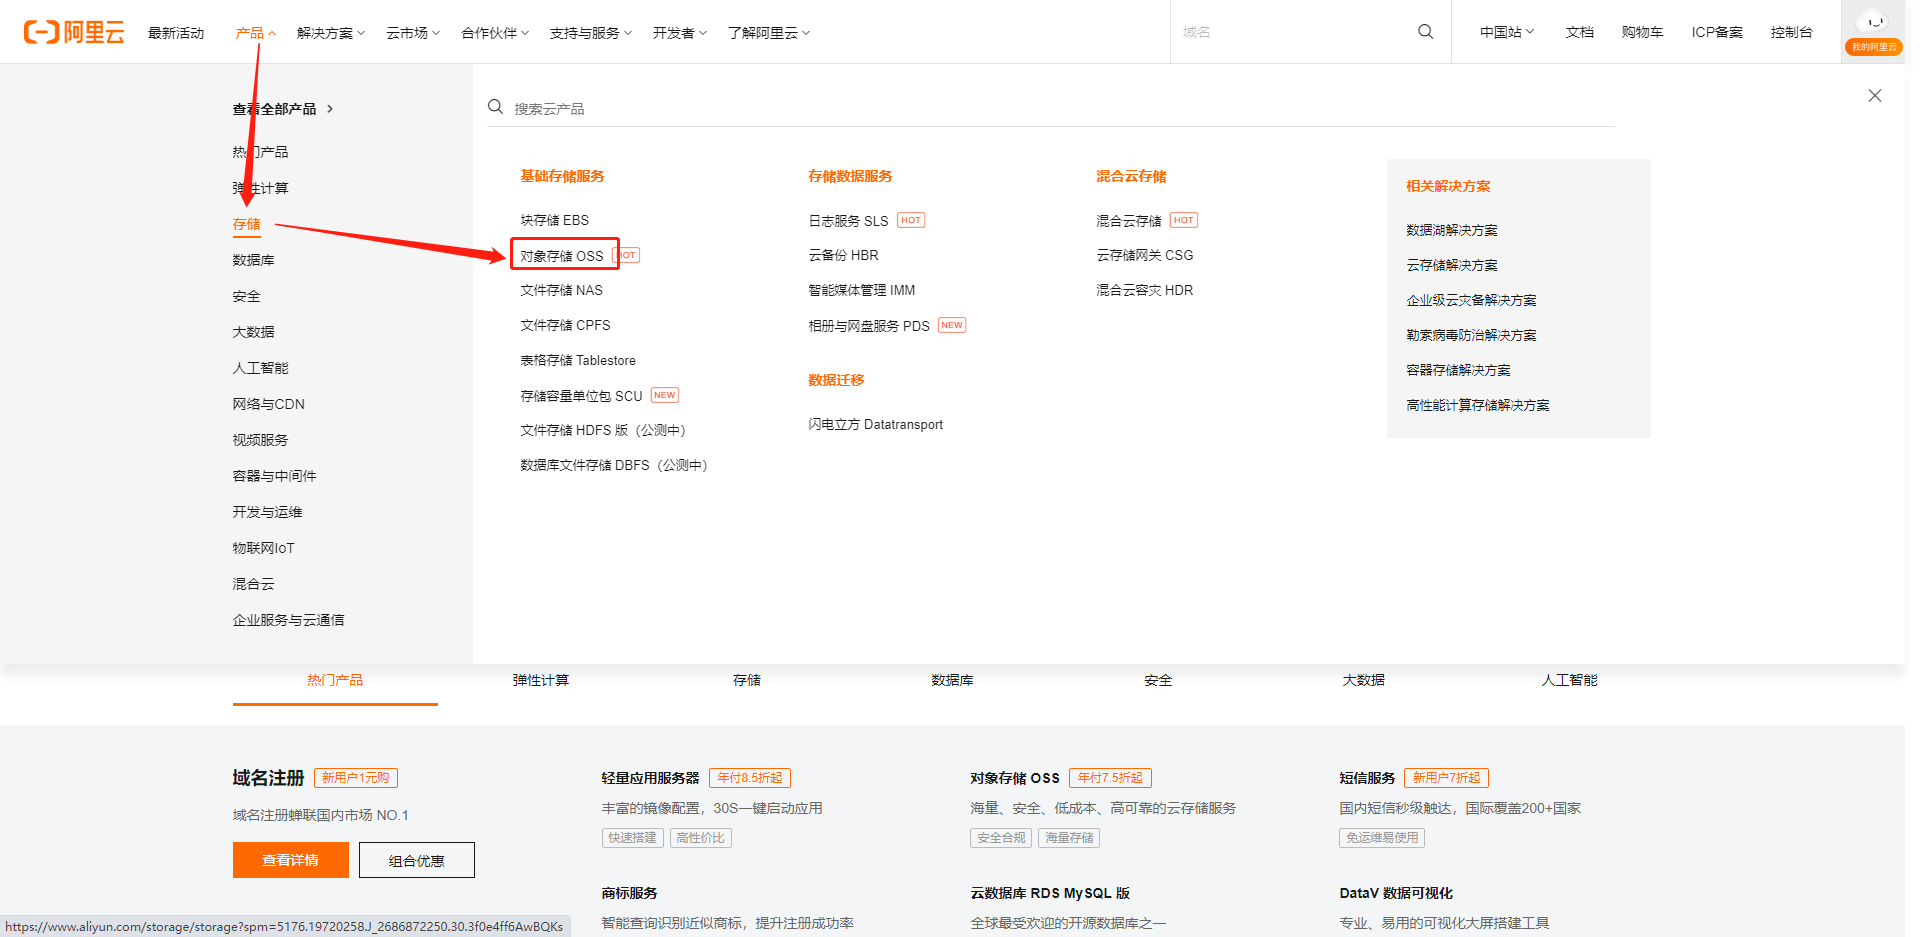 阿里云
最新活动
产品
解决方案
云市场
合作伙伴
支持与服务
开发者
了解阿里云
域名
中国站
文档
购物车
ICP备案
控制台
我的阿里云
查看全部产品
热门产品
弹性计算
存储
数据库
安全
大数据
人工智能
网络与CDN
视频服务
容器与中间件
开发与运维
物联网IoT
混合云
企业服务与云通信
搜索云产品
基础存储服务
块存储 EBS
对象存储 OSS HOT
文件存储 NAS
文件存储 CPFS
表格存储 Tablestore
存储容量单位包 SCU NEW
文件存储 HDFS 版（公测中）
数据库文件存储 DBFS（公测中）
存储数据服务
日志服务 SLS HOT
云备份 HBR
智能媒体管理 IMM
相册与网盘服务 PDS NEW
数据迁移
闪电立方 Datatransport
混合云存储
混合云存储 HOT
云存储网关 CSG
混合云容灾 HDR
相关解决方案
数据湖解决方案
云存储解决方案
企业级云灾备解决方案
勒索病毒防治解决方案
容器存储解决方案
高性能计算存储解决方案
热门产品
弹性计算
存储
数据库
安全
大数据
人工智能
域名注册 新用户1元购
域名注册蝉联国内市场 NO.1
查看详情
组合优惠
轻量应用服务器 年付8.5折起
丰富的镜像配置，30S一键启动应用
快速搭建 高性价比
对象存储 OSS 年付7.5折起
海量、安全、低成本、高可靠的云存储服务
安全合规 海量存储
短信服务 新用户7折起
国内短信秒级触达，国际覆盖200+国家
免运维易使用
商标服务
智能查询识别近似商标，提升注册成功率
云数据库 RDS MySQL 版
全球最受欢迎的开源数据库之一
DataV 数据可视化
专业、易用的可视化大屏搭建工具
https://www.aliyun.com/storage/storage?spm=5176.19720258.J_2686872250.30.3f0e4ff6AwBQKs